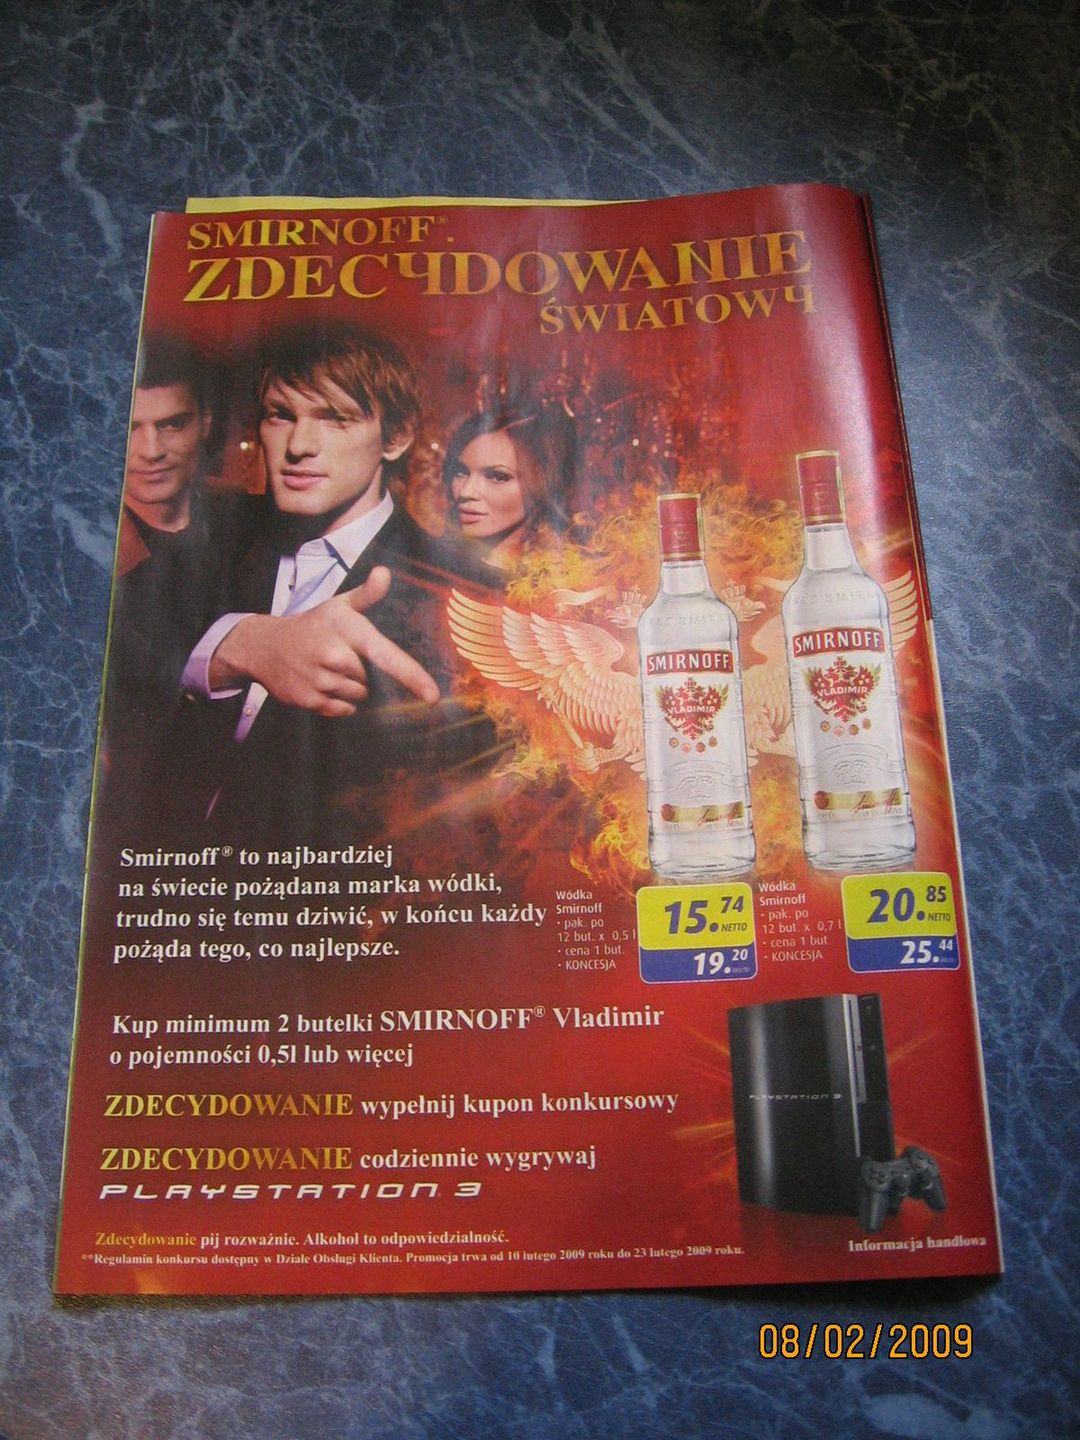 SMIRNOFF®.
ZDECYDOWANIE
ŚWIATOWY
SMIRNOFF
VLADIMIR
SMIRNOFF
VLADIMIR
Smirnoff® to najbardziej
na świecie pożądana marka wódki,
trudno się temu dziwić, w końcu każdy
pożąda tego, co najlepsze.
Wódka
Smirnoff
· pak. po
12 but. x 0,5 l
· cena 1 but.
· KONCESJA
15.74
NETTO
19.20
Wódka
Smirnoff
· pak. po
12 but. x 0,7 l
· cena 1 but
· KONCESJA
20.85
NETTO
25.44
Kup minimum 2 butelki SMIRNOFF® Vladimir
o pojemności 0,5l lub więcej
ZDECYDOWANIE wypełnij kupon konkursowy
ZDECYDOWANIE codziennie wygrywaj
PLAYSTATION 3
PLAYSTATION 3
Zdecydowanie pij rozważnie. Alkohol to odpowiedzialność.
**Regulamin konkursu dostępny w Dziale Obsługi Klienta. Promocja trwa od 10 lutego 2009 roku do 23 lutego 2009 roku.
Informacja handlowa
08/02/2009